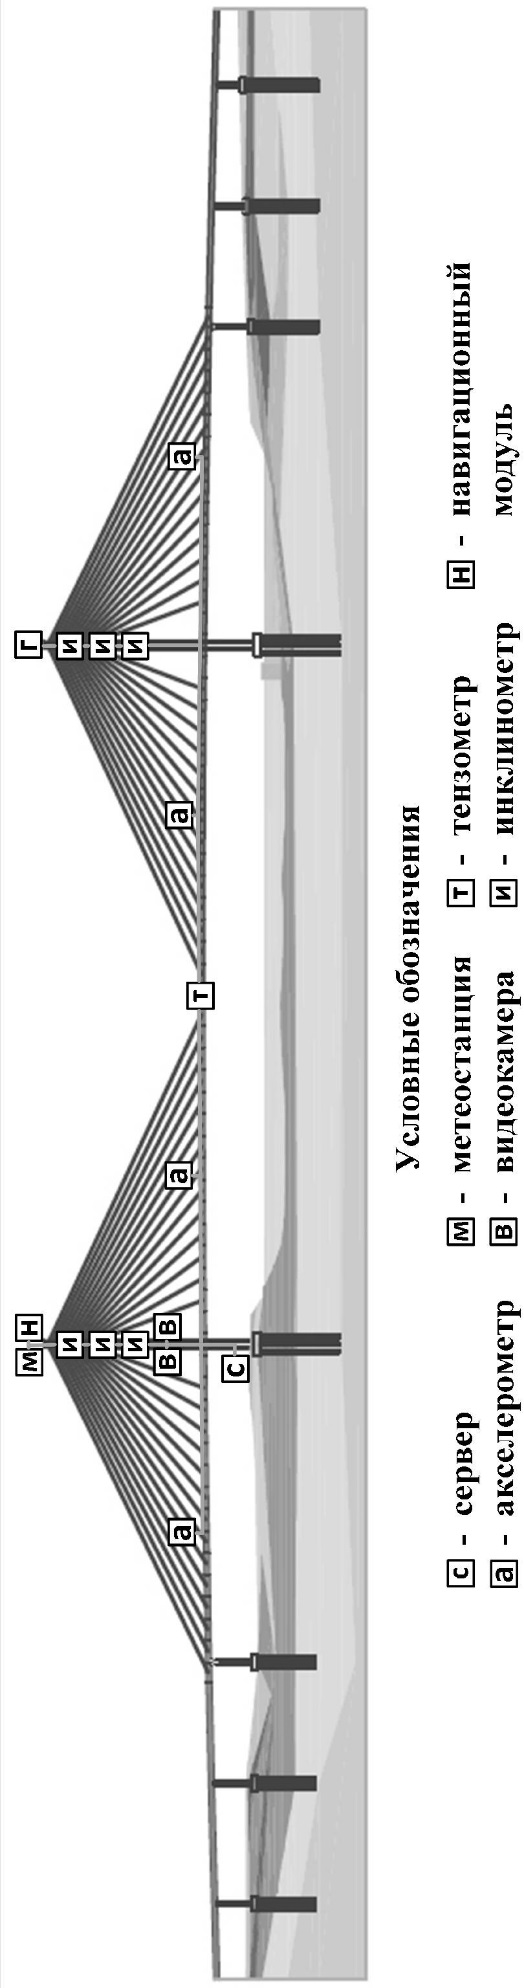 м н г
и и
и и
и и
в в
а а а а
т
с
Условные обозначения
с - сервер м - метеостанция т - тензометр н - навигационный
а - акселерометр в - видеокамера и - инклинометр модуль